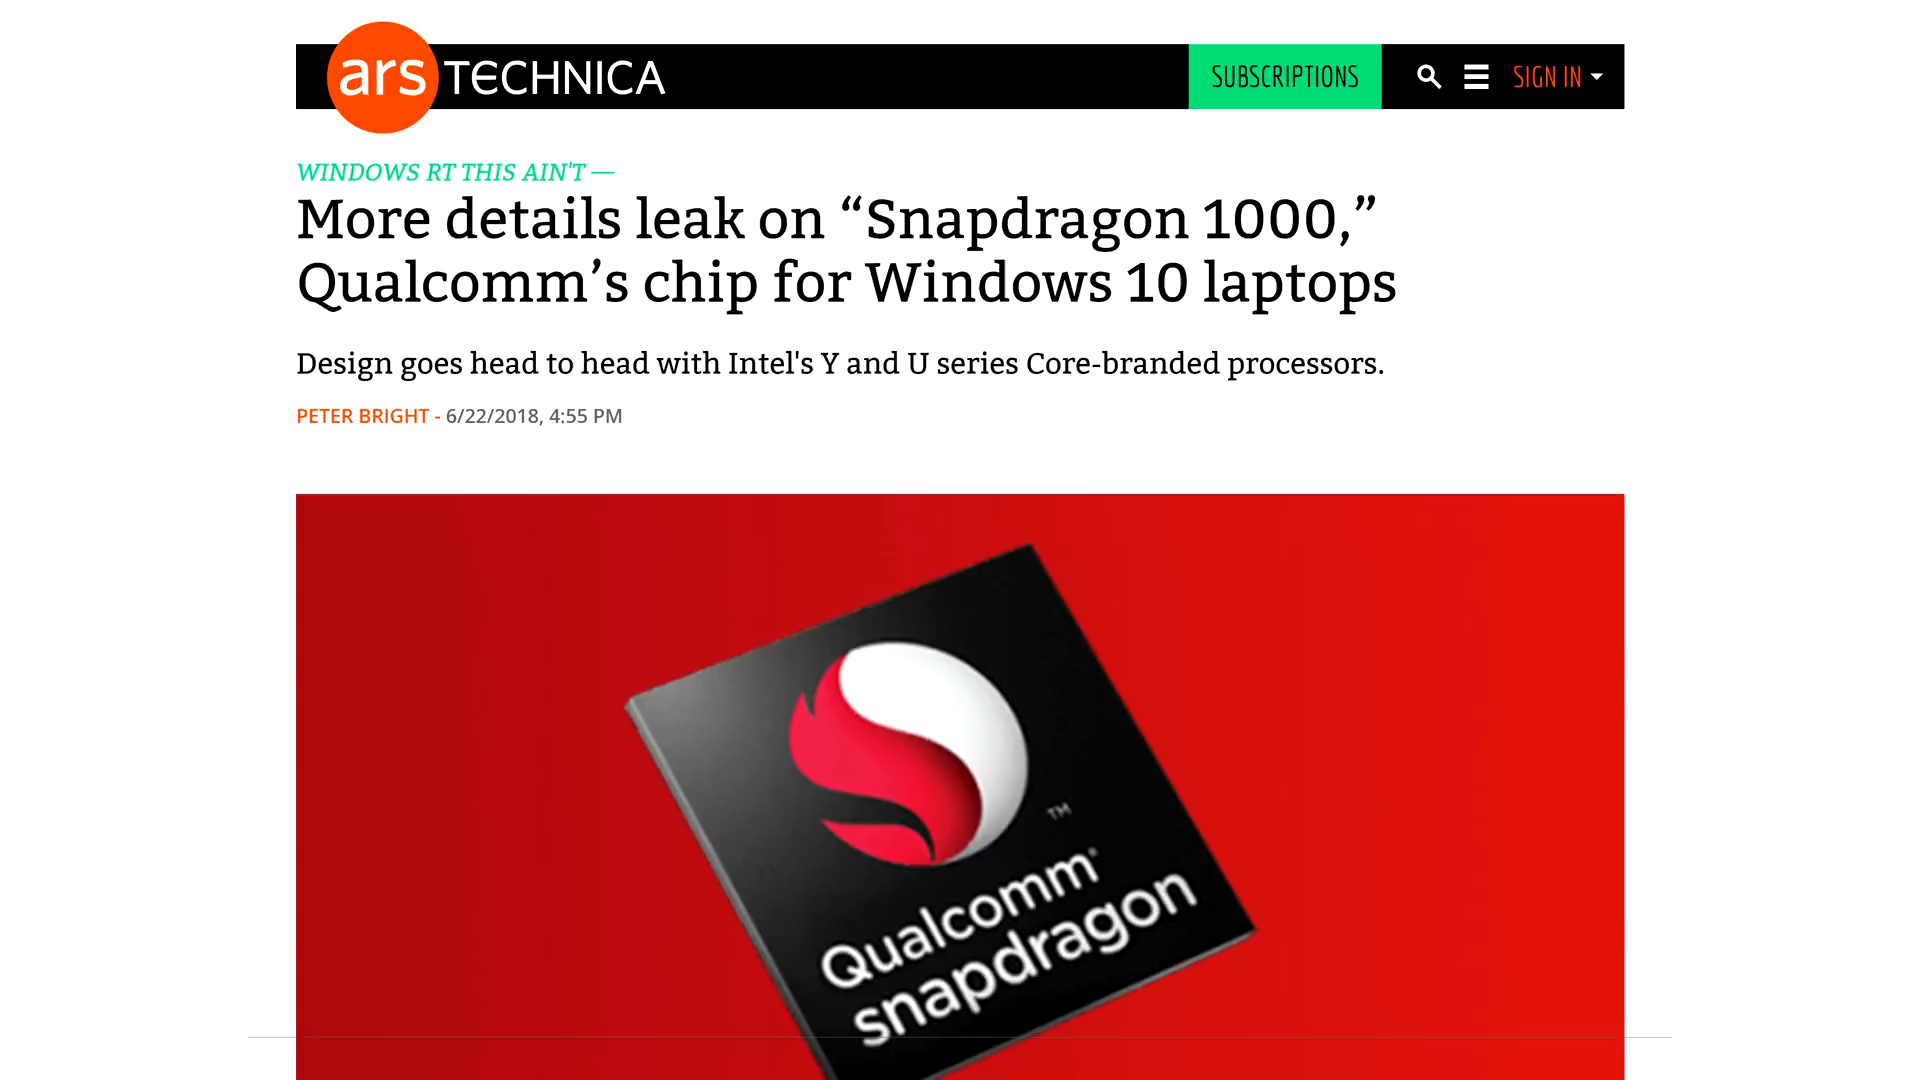 ars TECHNICA
SUBSCRIPTIONS
SIGN IN
WINDOWS RT THIS AIN'T —
More details leak on “Snapdragon 1000,”
Qualcomm’s chip for Windows 10 laptops
Design goes head to head with Intel's Y and U series Core-branded processors.
PETER BRIGHT - 6/22/2018, 4:55 PM
TM
Qualcomm®
snapdragon